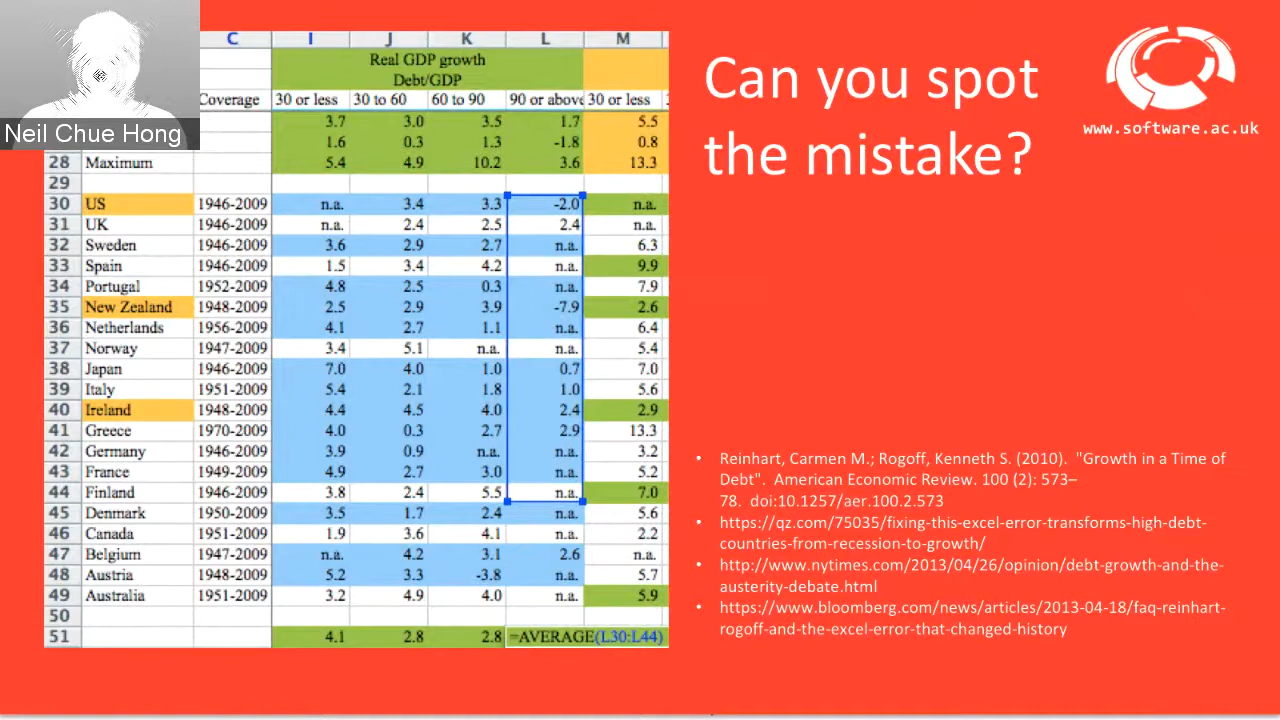 C I J K L M
Real GDP growth
Debt/GDP
Coverage 30 or less 30 to 60 60 to 90 90 or above 30 or less
3.7 3.0 3.5 1.7 5.5
1.6 0.3 1.3 -1.8 0.8
28 Maximum 5.4 4.9 10.2 3.6 13.3
29
30 US 1946-2009 n.a. 3.4 3.3 -2.0 n.a.
31 UK 1946-2009 n.a. 2.4 2.5 2.4 n.a.
32 Sweden 1946-2009 3.6 2.9 2.7 n.a. 6.3
33 Spain 1946-2009 1.5 3.4 4.2 n.a. 9.9
34 Portugal 1952-2009 4.8 2.5 0.3 n.a. 7.9
35 New Zealand 1948-2009 2.5 2.9 3.9 -7.9 2.6
36 Netherlands 1956-2009 4.1 2.7 1.1 n.a. 6.4
37 Norway 1947-2009 3.4 5.1 n.a. n.a. 5.4
38 Japan 1946-2009 7.0 4.0 1.0 0.7 7.0
39 Italy 1951-2009 5.4 2.1 1.8 1.0 5.6
40 Ireland 1948-2009 4.4 4.5 4.0 2.4 2.9
41 Greece 1970-2009 4.0 0.3 2.7 2.9 13.3
42 Germany 1946-2009 3.9 0.9 n.a. n.a. 3.2
43 France 1949-2009 4.9 2.7 3.0 n.a. 5.2
44 Finland 1946-2009 3.8 2.4 5.5 n.a. 7.0
45 Denmark 1950-2009 3.5 1.7 2.4 n.a. 5.6
46 Canada 1951-2009 1.9 3.6 4.1 n.a. 2.2
47 Belgium 1947-2009 n.a. 4.2 3.1 2.6 n.a.
48 Austria 1948-2009 5.2 3.3 -3.8 n.a. 5.7
49 Australia 1951-2009 3.2 4.9 4.0 n.a. 5.9
50
51 4.1 2.8 2.8 =AVERAGE(L30:L44)
Neil Chue Hong
Can you spot
the mistake?
www.software.ac.uk
• Reinhart, Carmen M.; Rogoff, Kenneth S. (2010). "Growth in a Time of
Debt". American Economic Review. 100 (2): 573–
78. doi:10.1257/aer.100.2.573
• https://qz.com/75035/fixing-this-excel-error-transforms-high-debt-
countries-from-recession-to-growth/
• http://www.nytimes.com/2013/04/26/opinion/debt-growth-and-the-
austerity-debate.html
• https://www.bloomberg.com/news/articles/2013-04-18/faq-reinhart-
rogoff-and-the-excel-error-that-changed-history